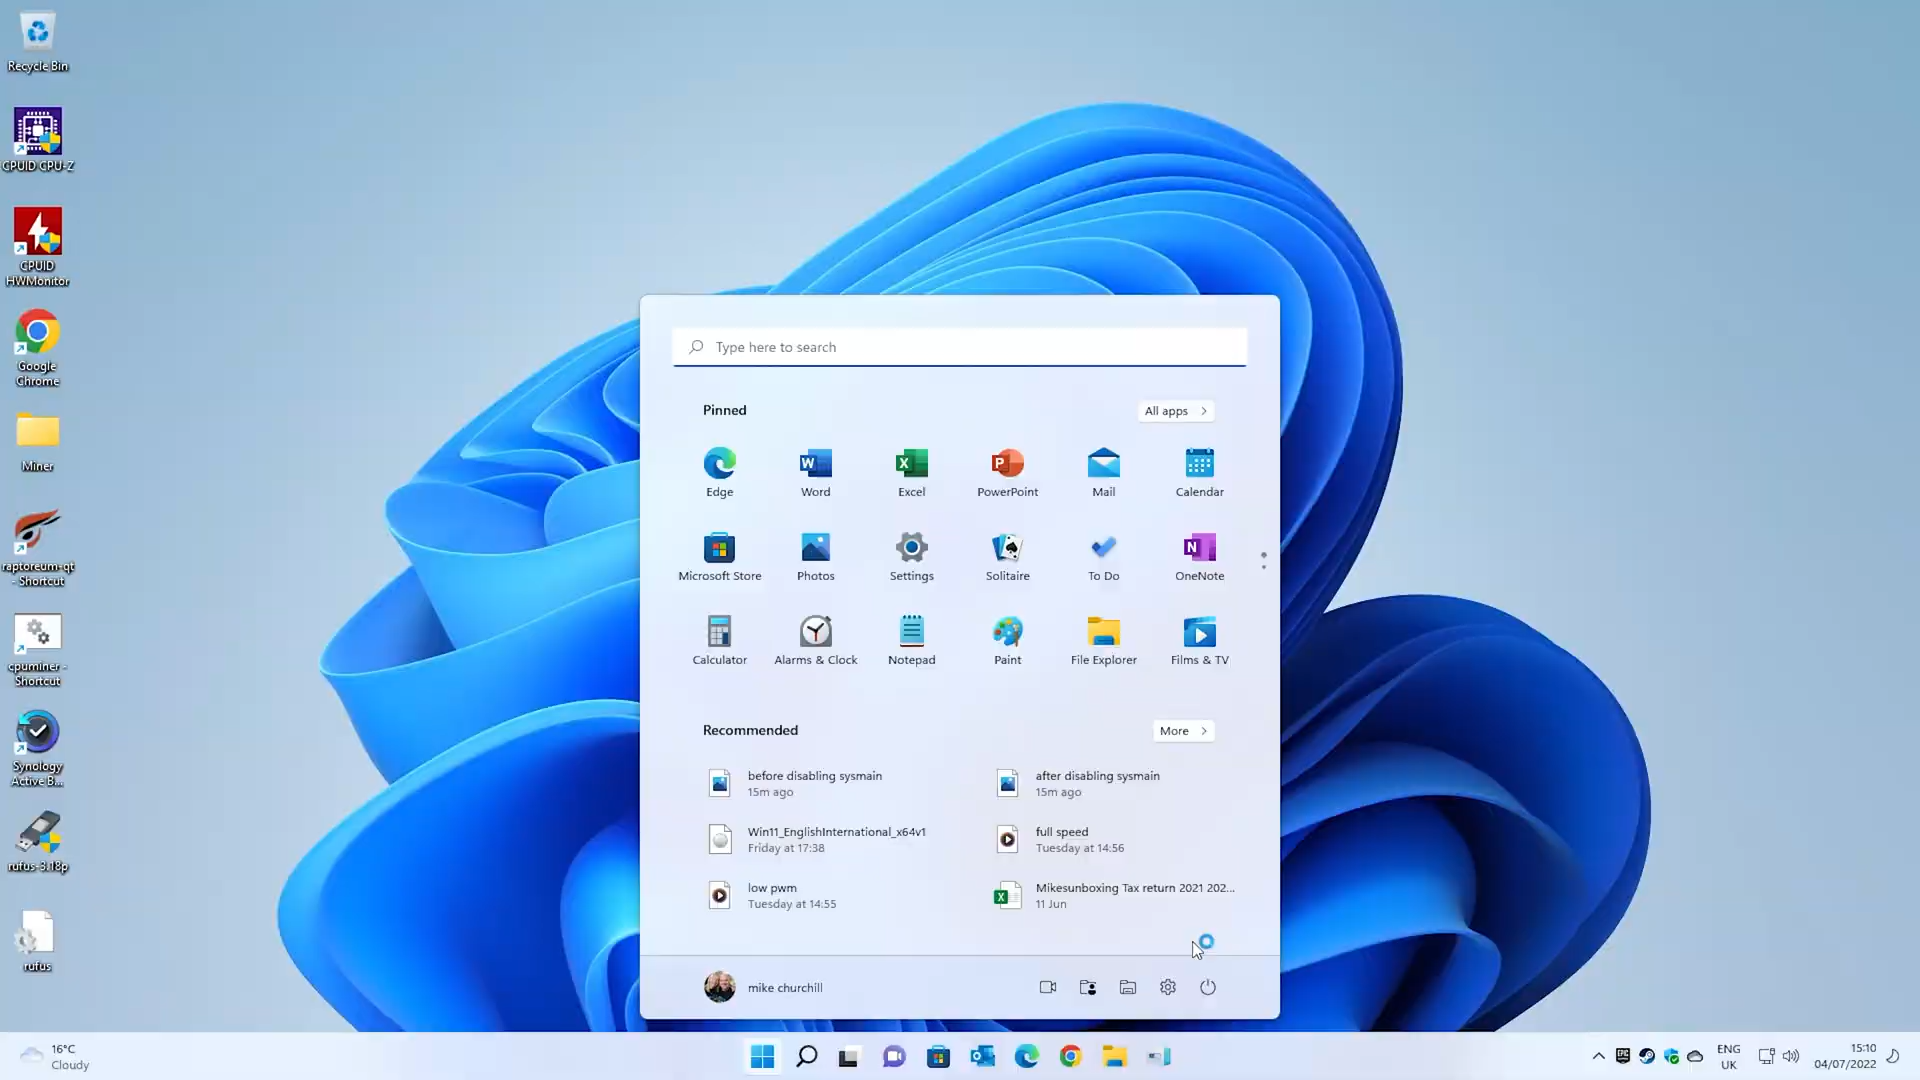 Recycle Bin
CPUID CPU-Z
CPUID
HWMonitor
Google
Chrome
Miner
raptoreum-qt
- Shortcut
cpuminer -
Shortcut
Synology
Active B...
rufus-3.18p
rufus
Type here to search
Pinned
All apps
Edge
Word
Excel
PowerPoint
Mail
Calendar
Microsoft Store
Photos
Settings
Solitaire
To Do
OneNote
Calculator
Alarms & Clock
Notepad
Paint
File Explorer
Films & TV
Recommended
More
before disabling sysmain
15m ago
after disabling sysmain
15m ago
Win11_EnglishInternational_x64v1
Friday at 17:38
full speed
Tuesday at 14:56
low pwm
Tuesday at 14:55
Mikesunboxing Tax return 2021 202...
11 Jun
mike churchill
16°C
Cloudy
ENG
UK
15:10
04/07/2022